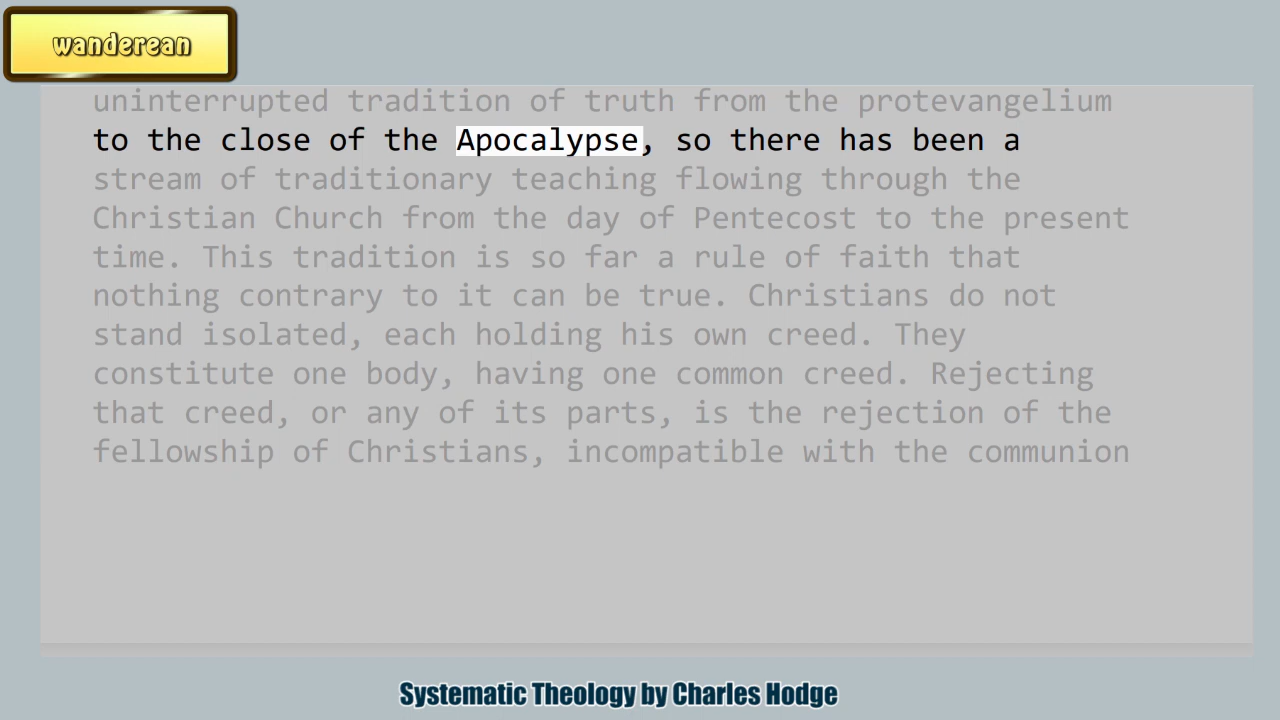 wanderean
uninterrupted tradition of truth from the protevangelium
to the close of the Apocalypse, so there has been a
stream of traditionary teaching flowing through the
Christian Church from the day of Pentecost to the present
time. This tradition is so far a rule of faith that
nothing contrary to it can be true. Christians do not
stand isolated, each holding his own creed. They
constitute one body, having one common creed. Rejecting
that creed, or any of its parts, is the rejection of the
fellowship of Christians, incompatible with the communion
Systematic Theology by Charles Hodge